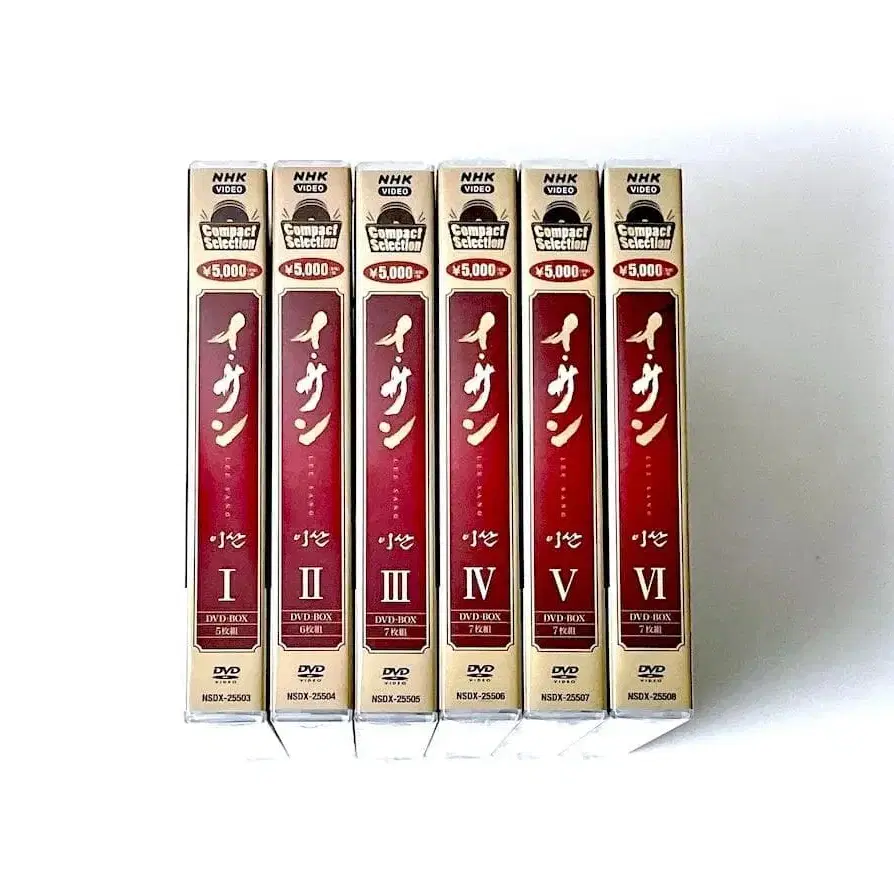 NHK
VIDEO
Compact
Selection
¥5,000
イ・サン
LEE SANG
이산
I
DVD-BOX
5枚組
DVD
VIDEO
NSDX-25503
NHK
VIDEO
Compact
Selection
¥5,000
イ・サン
LEE SANG
이산
II
DVD-BOX
6枚組
DVD
VIDEO
NSDX-25504
NHK
VIDEO
Compact
Selection
¥5,000
イ・サン
LEE SANG
이산
III
DVD-BOX
7枚組
DVD
VIDEO
NSDX-25505
NHK
VIDEO
Compact
Selection
¥5,000
イ・サン
LEE SANG
이산
IV
DVD-BOX
7枚組
DVD
VIDEO
NSDX-25506
NHK
VIDEO
Compact
Selection
¥5,000
イ・サン
LEE SANG
이산
V
DVD-BOX
7枚組
DVD
VIDEO
NSDX-25507
NHK
VIDEO
Compact
Selection
¥5,000
イ・サン
LEE SANG
이산
VI
DVD-BOX
7枚組
DVD
VIDEO
NSDX-25508